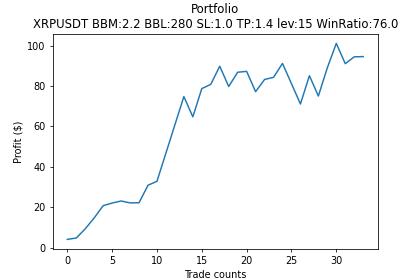 Portfolio
XRPUSDT BBM:2.2 BBL:280 SL:1.0 TP:1.4 lev:15 WinRatio:76.0
100
80
60
40
20
0
Profit ($)
0 5 10 15 20 25 30
Trade counts